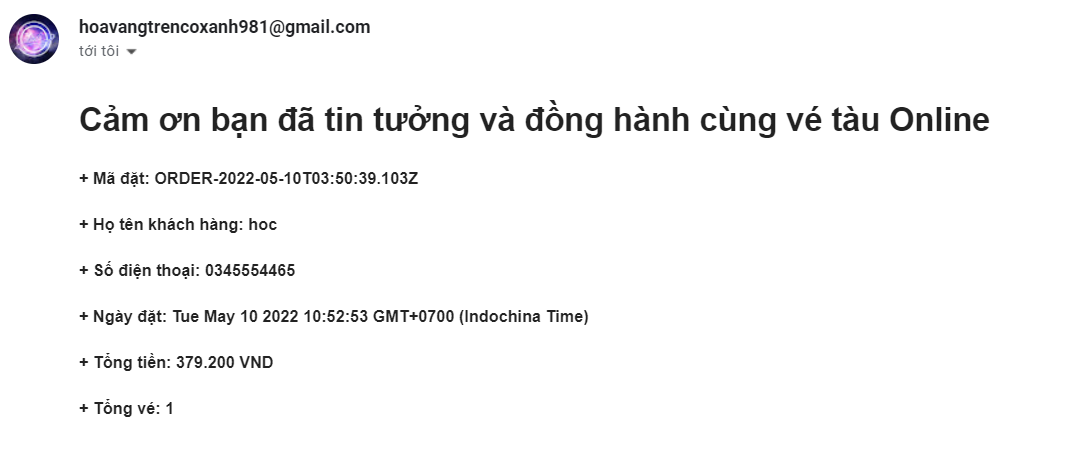 hoavangtrencoxanh981@gmail.com
tới tôi
Cảm ơn bạn đã tin tưởng và đồng hành cùng vé tàu Online
+ Mã đặt: ORDER-2022-05-10T03:50:39.103Z
+ Họ tên khách hàng: hoc
+ Số điện thoại: 0345554465
+ Ngày đặt: Tue May 10 2022 10:52:53 GMT+0700 (Indochina Time)
+ Tổng tiền: 379.200 VND
+ Tổng vé: 1